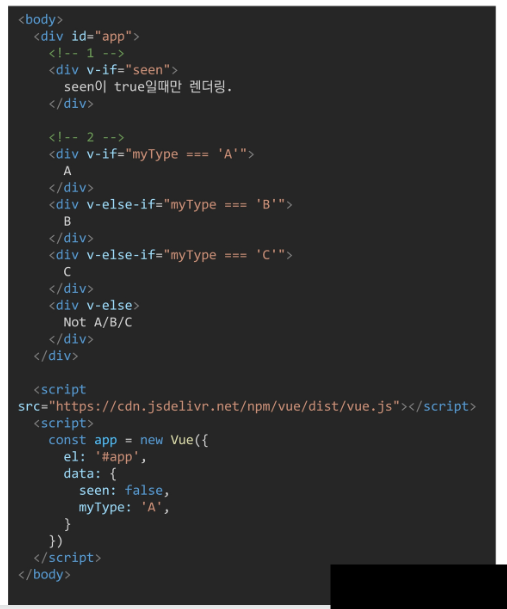 <body>
  <div id="app">
    <!-- 1 -->
    <div v-if="seen">
      seen이 true일때만 렌더링.
    </div>

    <!-- 2 -->
    <div v-if="myType === 'A'">
      A
    </div>
    <div v-else-if="myType === 'B'">
      B
    </div>
    <div v-else-if="myType === 'C'">
      C
    </div>
    <div v-else>
      Not A/B/C
    </div>
  </div>

  <script
src="https://cdn.jsdelivr.net/npm/vue/dist/vue.js"></script>
  <script>
    const app = new Vue({
      el: '#app',
      data: {
        seen: false,
        myType: 'A',
      }
    })
  </script>
</body>